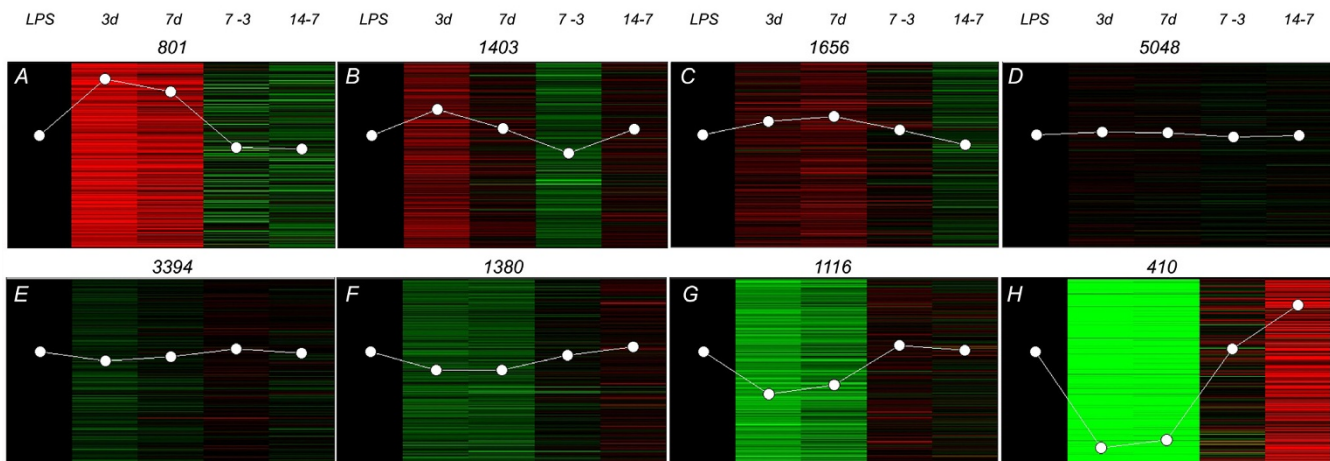 LPS 3d 7d 7 -3 14-7 LPS 3d 7d 7 -3 14-7 LPS 3d 7d 7 -3 14-7 LPS 3d 7d 7 -3 14-7
801 1403 1656 5048
A B C D
3394 1380 1116 410
E F G H